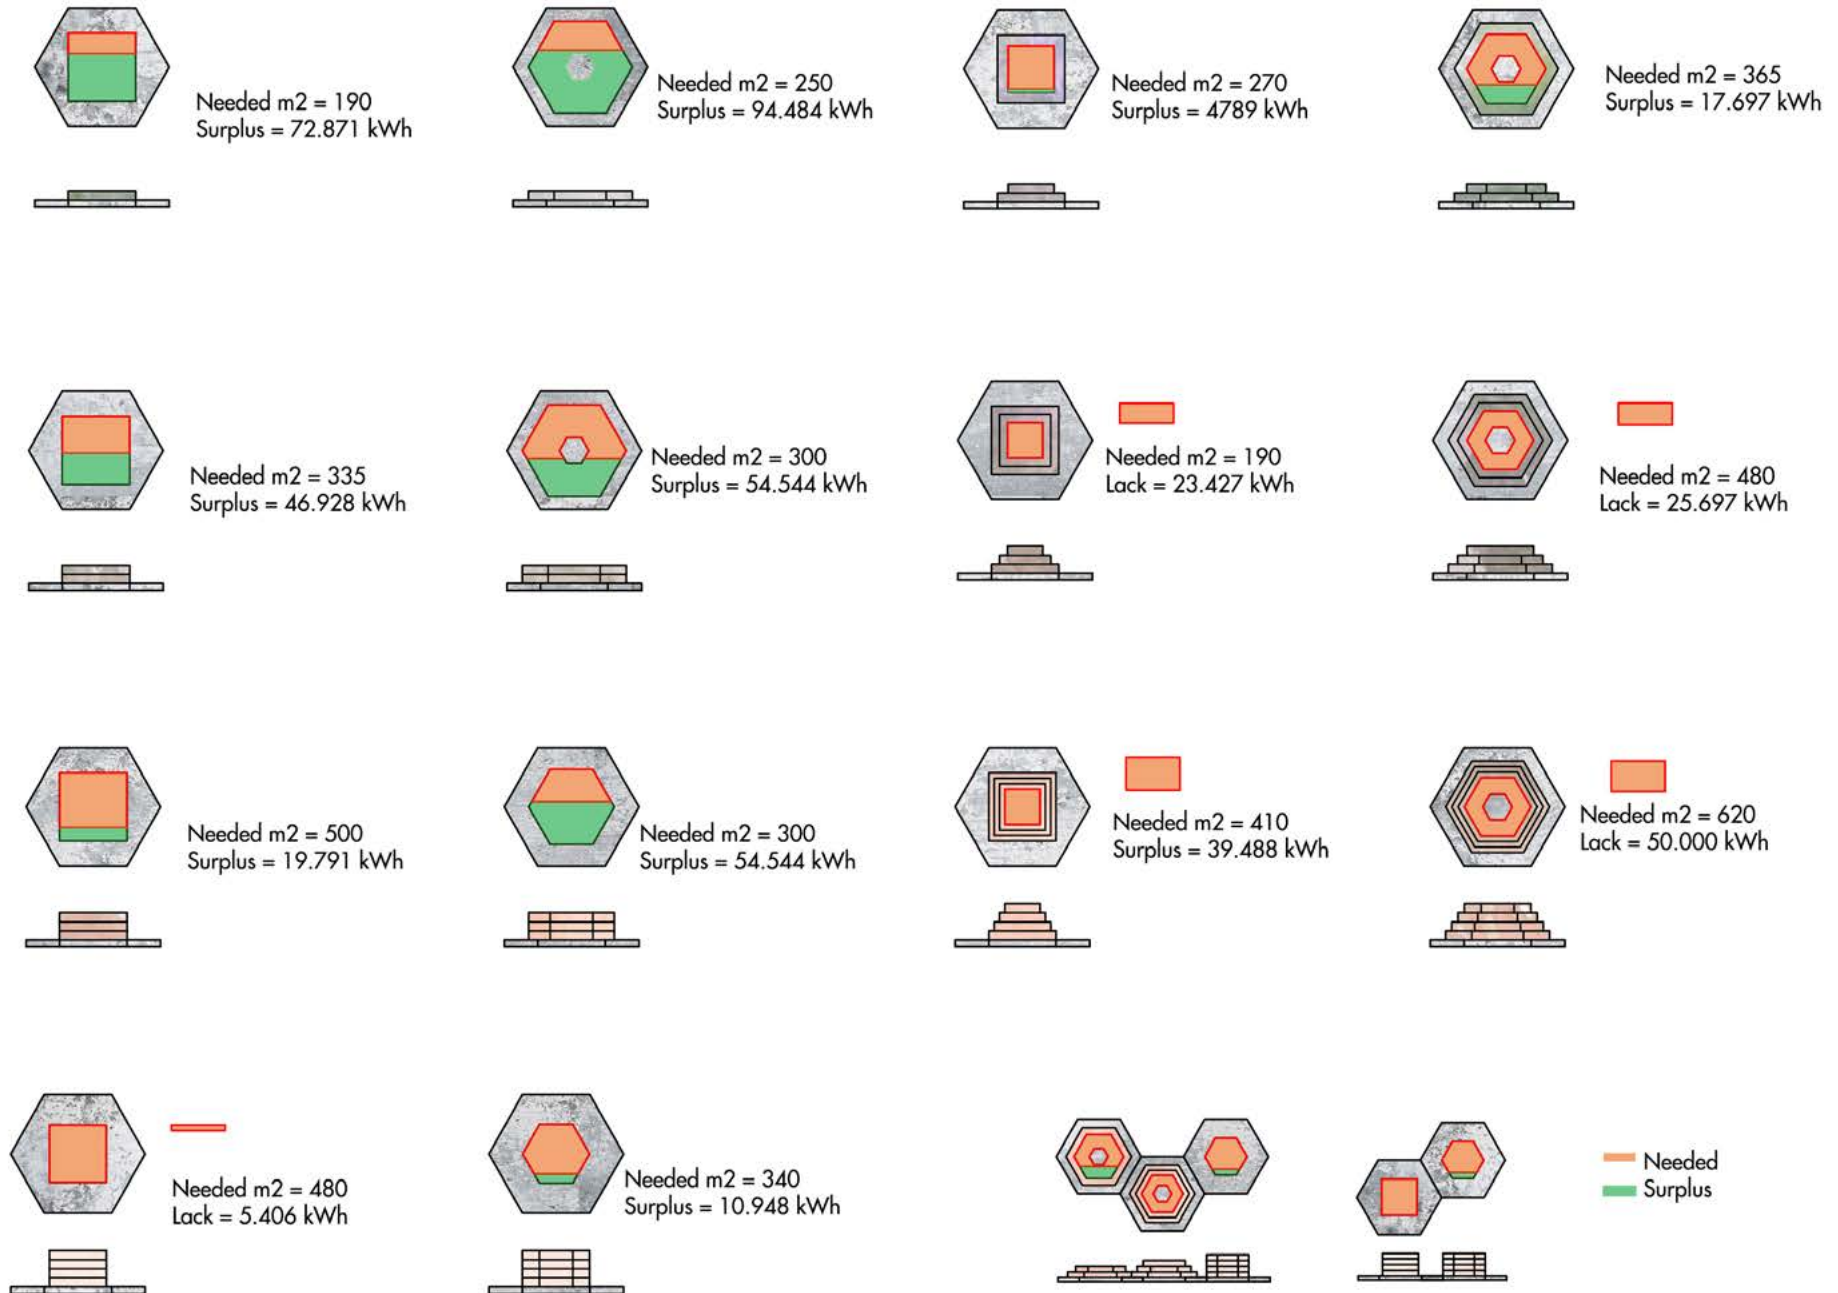 Needed m2 = 190
Surplus = 72.871 kWh
Needed m2 = 250
Surplus = 94.484 kWh
Needed m2 = 270
Surplus = 4789 kWh
Needed m2 = 365
Surplus = 17.697 kWh
Needed m2 = 335
Surplus = 46.928 kWh
Needed m2 = 300
Surplus = 54.544 kWh
Needed m2 = 190
Lack = 23.427 kWh
Needed m2 = 480
Lack = 25.697 kWh
Needed m2 = 500
Surplus = 19.791 kWh
Needed m2 = 300
Surplus = 54.544 kWh
Needed m2 = 410
Surplus = 39.488 kWh
Needed m2 = 620
Lack = 50.000 kWh
Needed m2 = 480
Lack = 5.406 kWh
Needed m2 = 340
Surplus = 10.948 kWh
Needed
Surplus